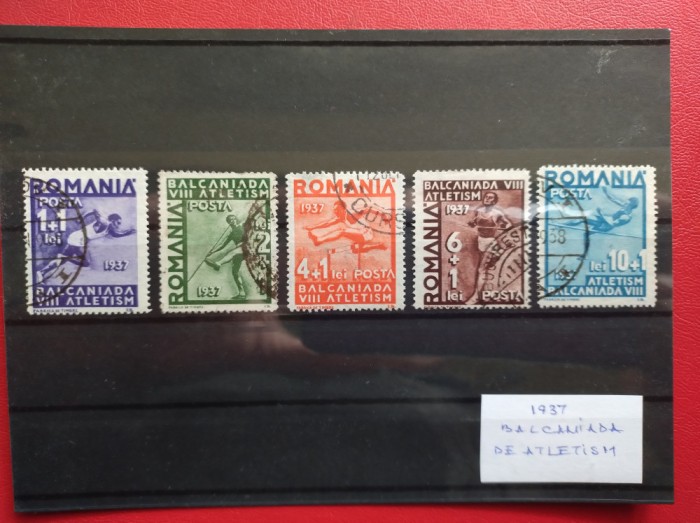 ROMANIA
POSTA
1+1
lei
1937
BALCANIADA
VIII ATLETISM
BALCANIADA
VIII ATLETISM
ROMANIA
POSTA
2
1937
ROMANIA
1937
4+1 lei POSTA
BALCANIADA
VIII ATLETISM
BALCANIADA VIII
ATLETISM
ROMANIA
1937
6
+
1
lei POSTA
ROMANIA
POSTA
lei 10+1
ATLETISM
BALCANIADA VIII
1937
BALCANIADA
DE ATLETISM